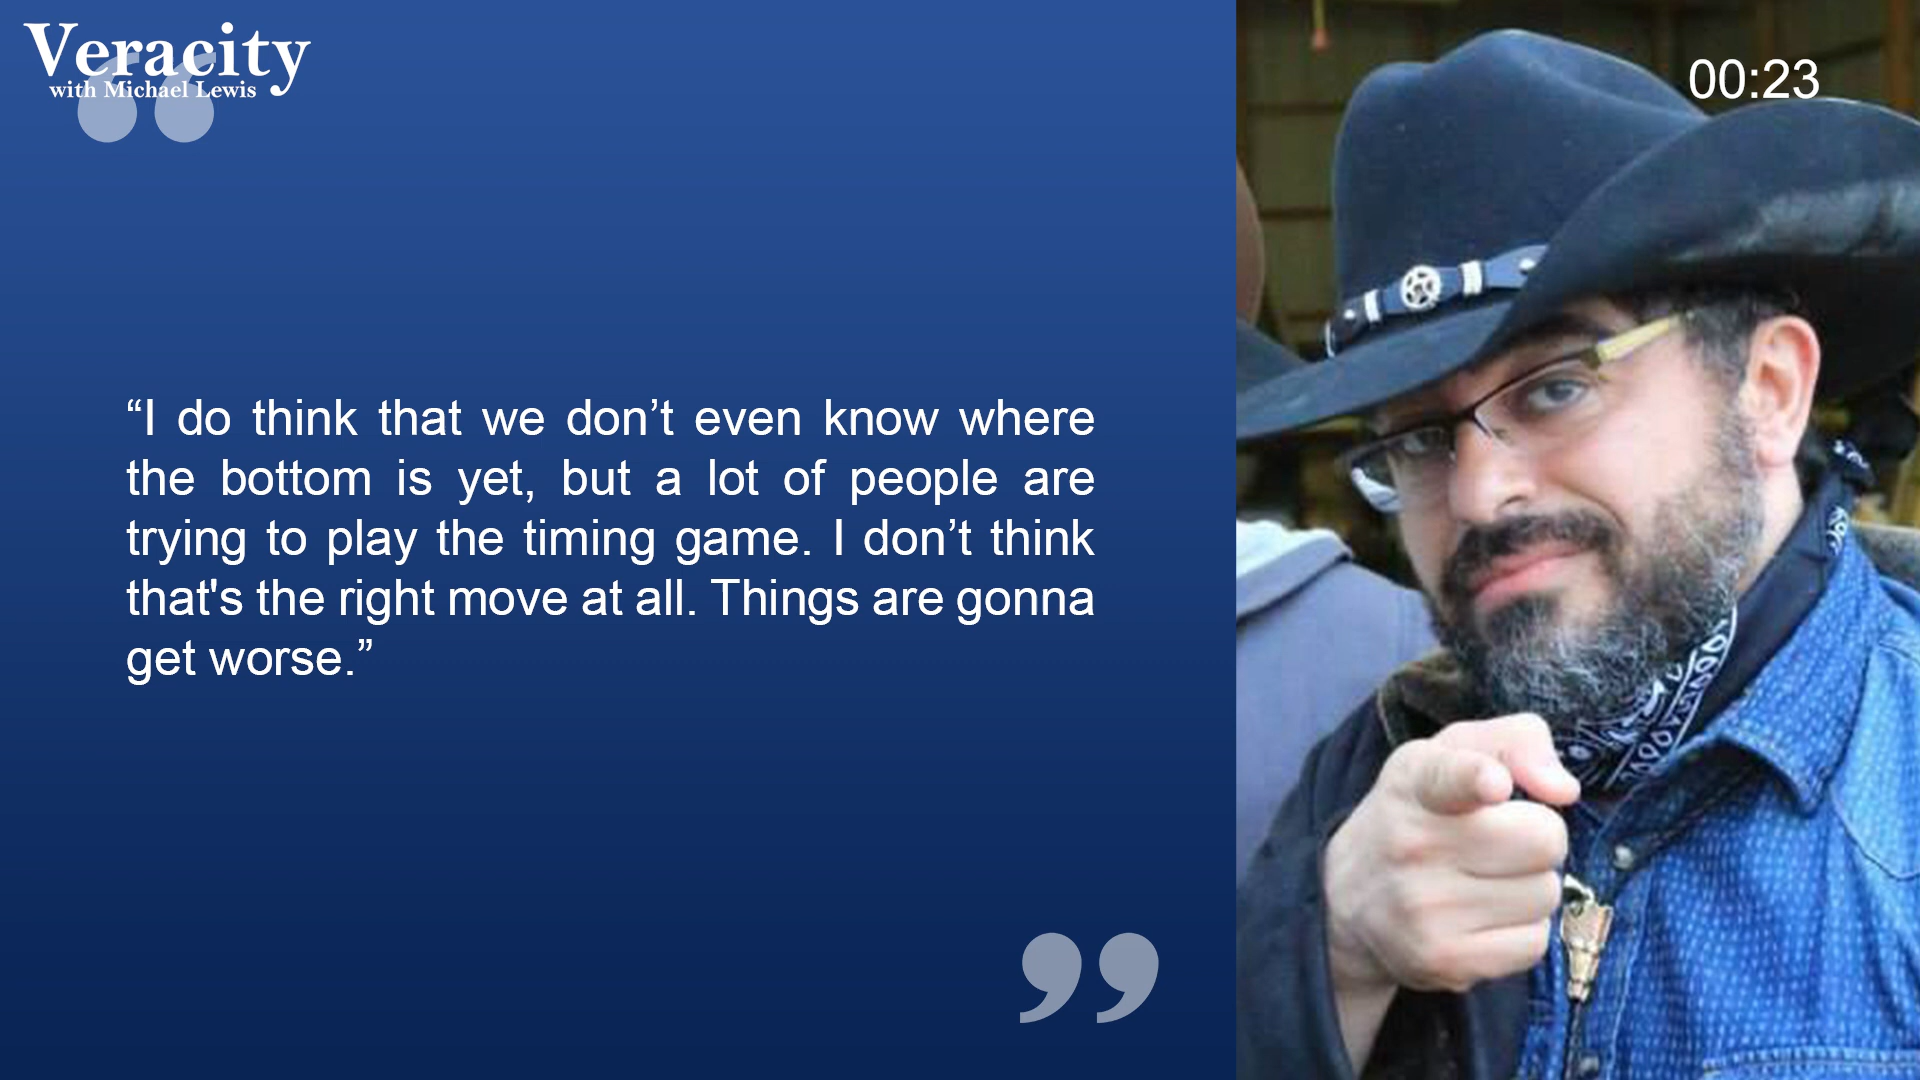 Veracity
with Michael Lewis
00:23
“I do think that we don’t even know where
the bottom is yet, but a lot of people are
trying to play the timing game. I don’t think
that's the right move at all. Things are gonna
get worse.”